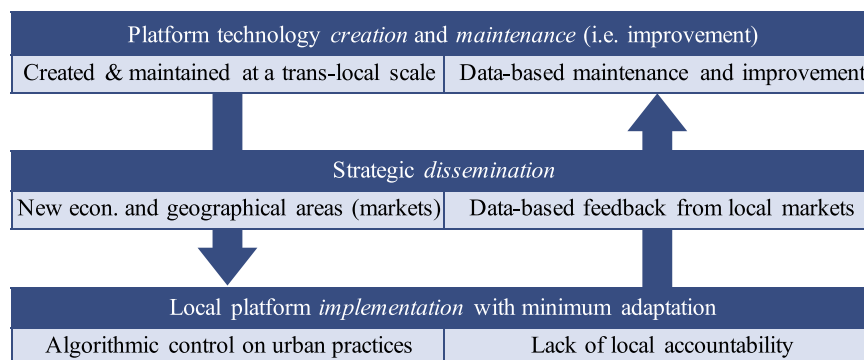 Platform technology creation and maintenance (i.e. improvement)
Created & maintained at a trans-local scale
Data-based maintenance and improvement
Strategic dissemination
New econ. and geographical areas (markets)
Data-based feedback from local markets
Local platform implementation with minimum adaptation
Algorithmic control on urban practices
Lack of local accountability